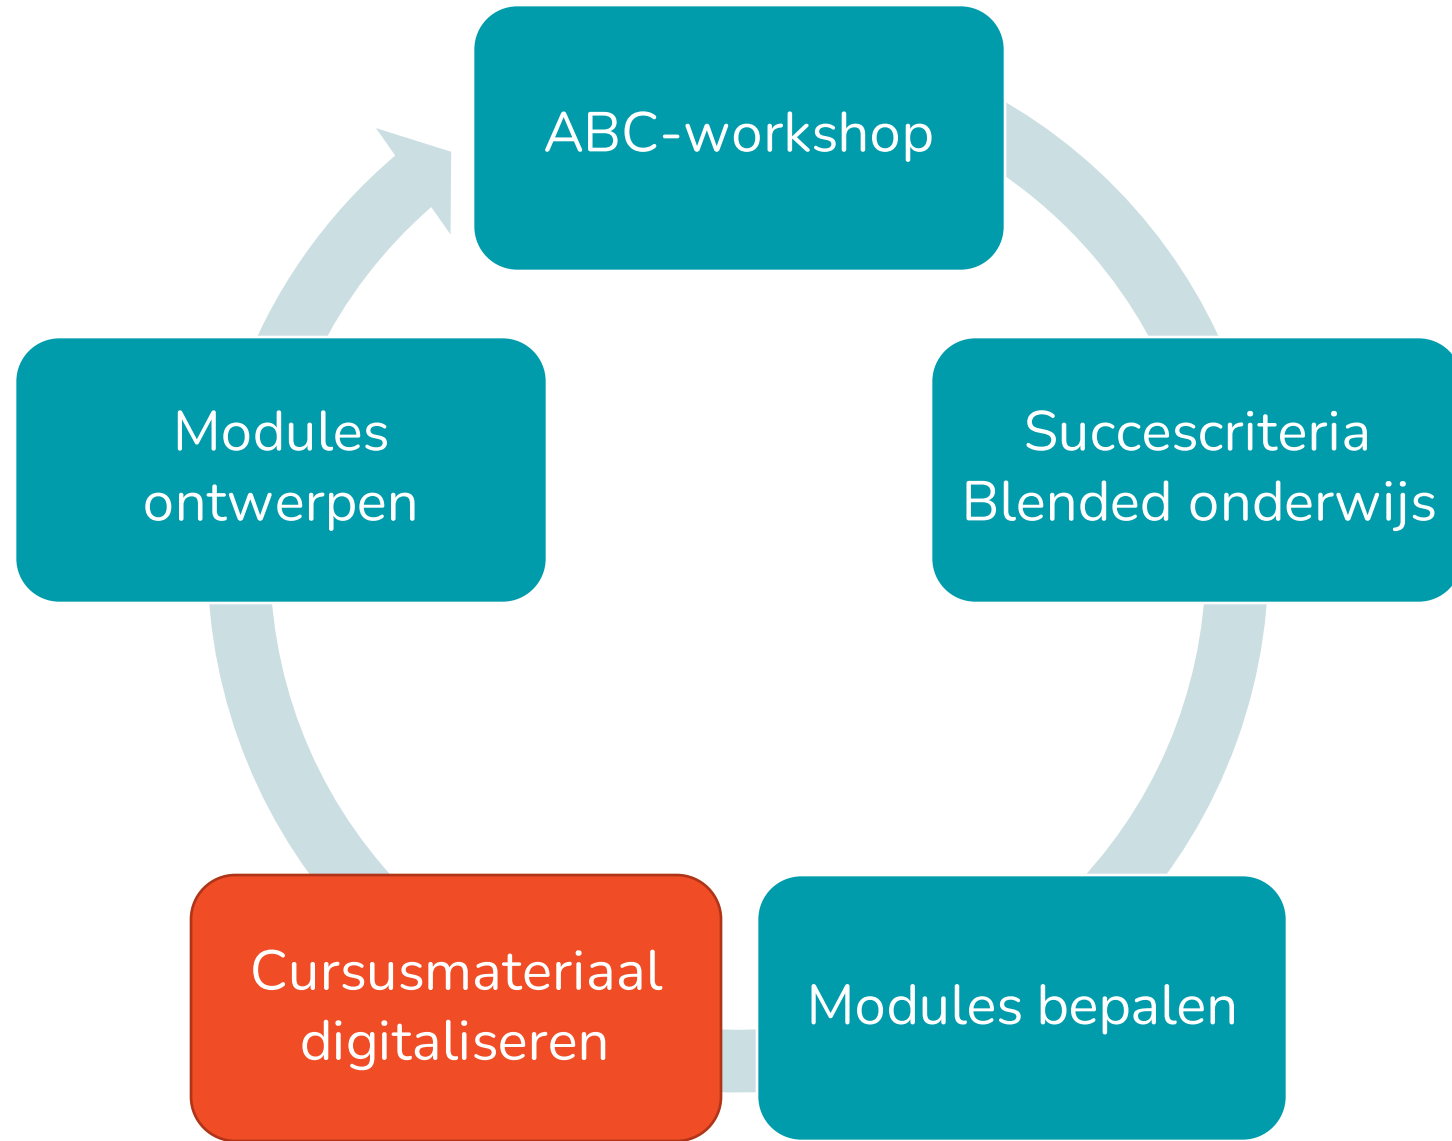 ABC-workshop
Succescriteria
Blended onderwijs
Modules bepalen
Cursusmateriaal
digitaliseren
Modules
ontwerpen